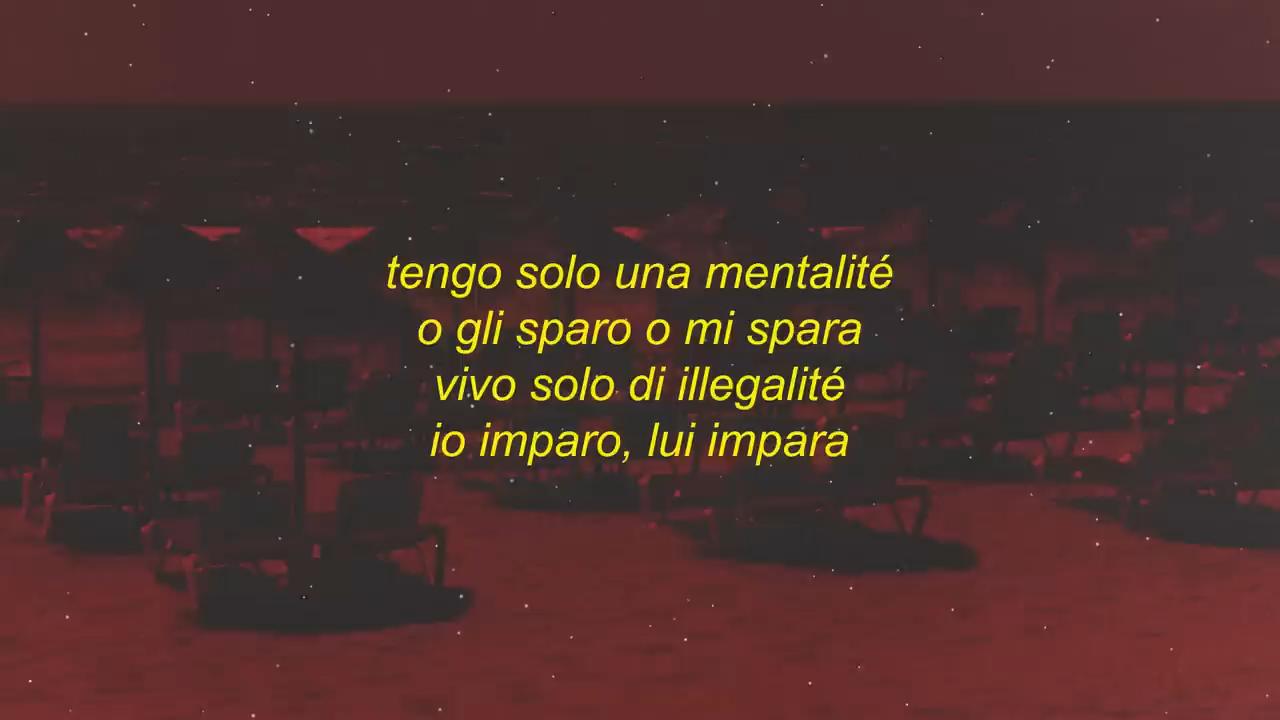 tengo solo una mentalité
o gli sparo o mi spara
vivo solo di illegalité
io imparo, lui impara